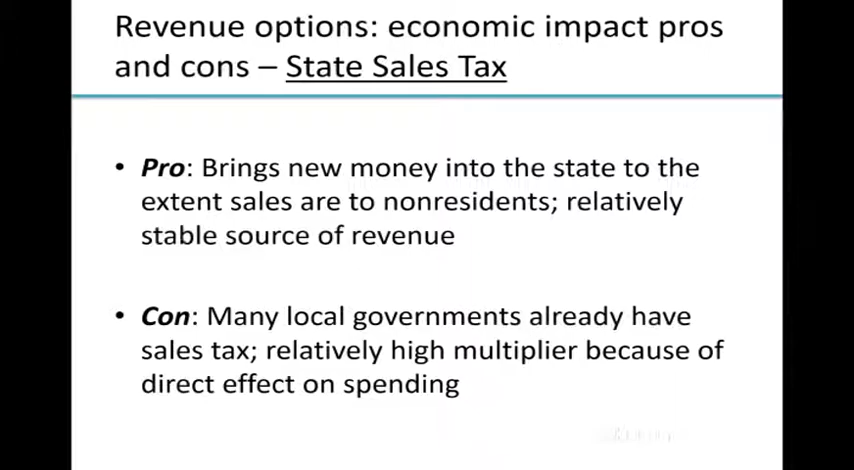 Revenue options: economic impact pros
and cons – State Sales Tax
• Pro: Brings new money into the state to the
extent sales are to nonresidents; relatively
stable source of revenue
• Con: Many local governments already have
sales tax; relatively high multiplier because of
direct effect on spending